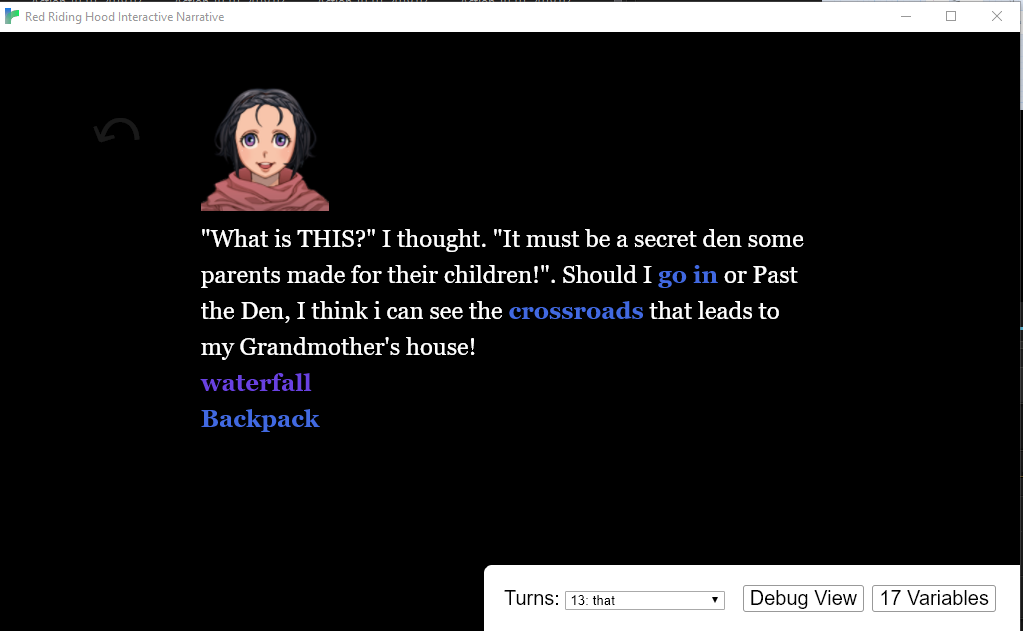 Red Riding Hood Interactive Narrative
"What is THIS?" I thought. "It must be a secret den some
parents made for their children!". Should I go in or Past
the Den, I think i can see the crossroads that leads to
my Grandmother's house!
waterfall
Backpack
Turns: 13: that Debug View 17 Variables